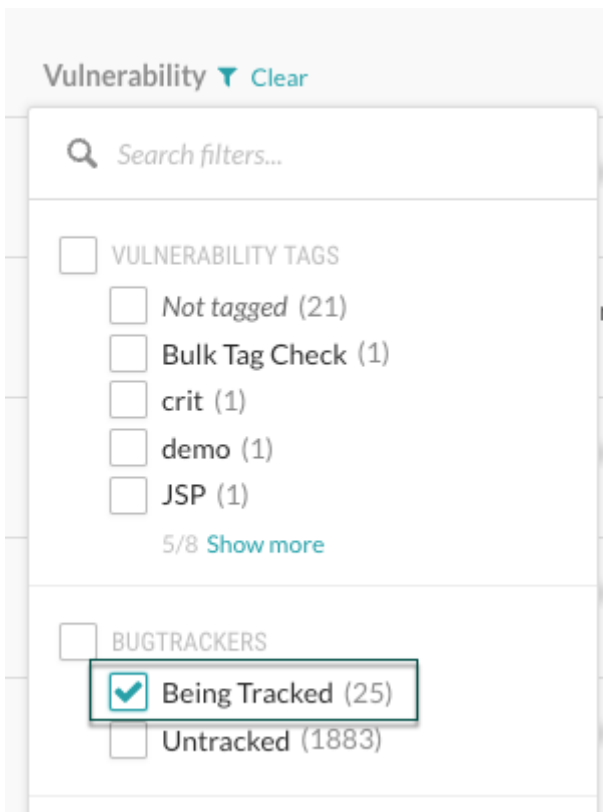 Vulnerability Clear
Search filters...
VULNERABILITY TAGS
Not tagged (21)
Bulk Tag Check (1)
crit (1)
demo (1)
JSP (1)
5/8 Show more
BUGTRACKERS
Being Tracked (25)
Untracked (1883)